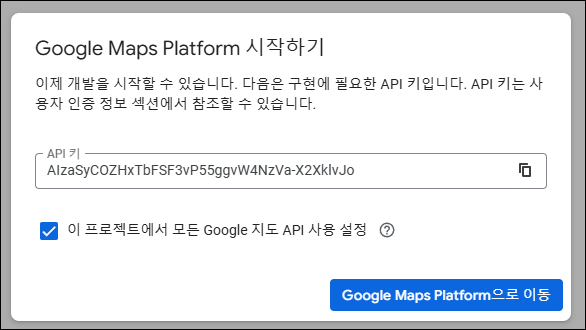 Google Maps Platform 시작하기
이제 개발을 시작할 수 있습니다. 다음은 구현에 필요한 API 키입니다. API 키는 사
용자 인증 정보 섹션에서 참조할 수 있습니다.
API 키
AIzaSyCOZHxTbFSF3vP55ggvW4NzVa-X2XklvJo
이 프로젝트에서 모든 Google 지도 API 사용 설정
Google Maps Platform으로 이동